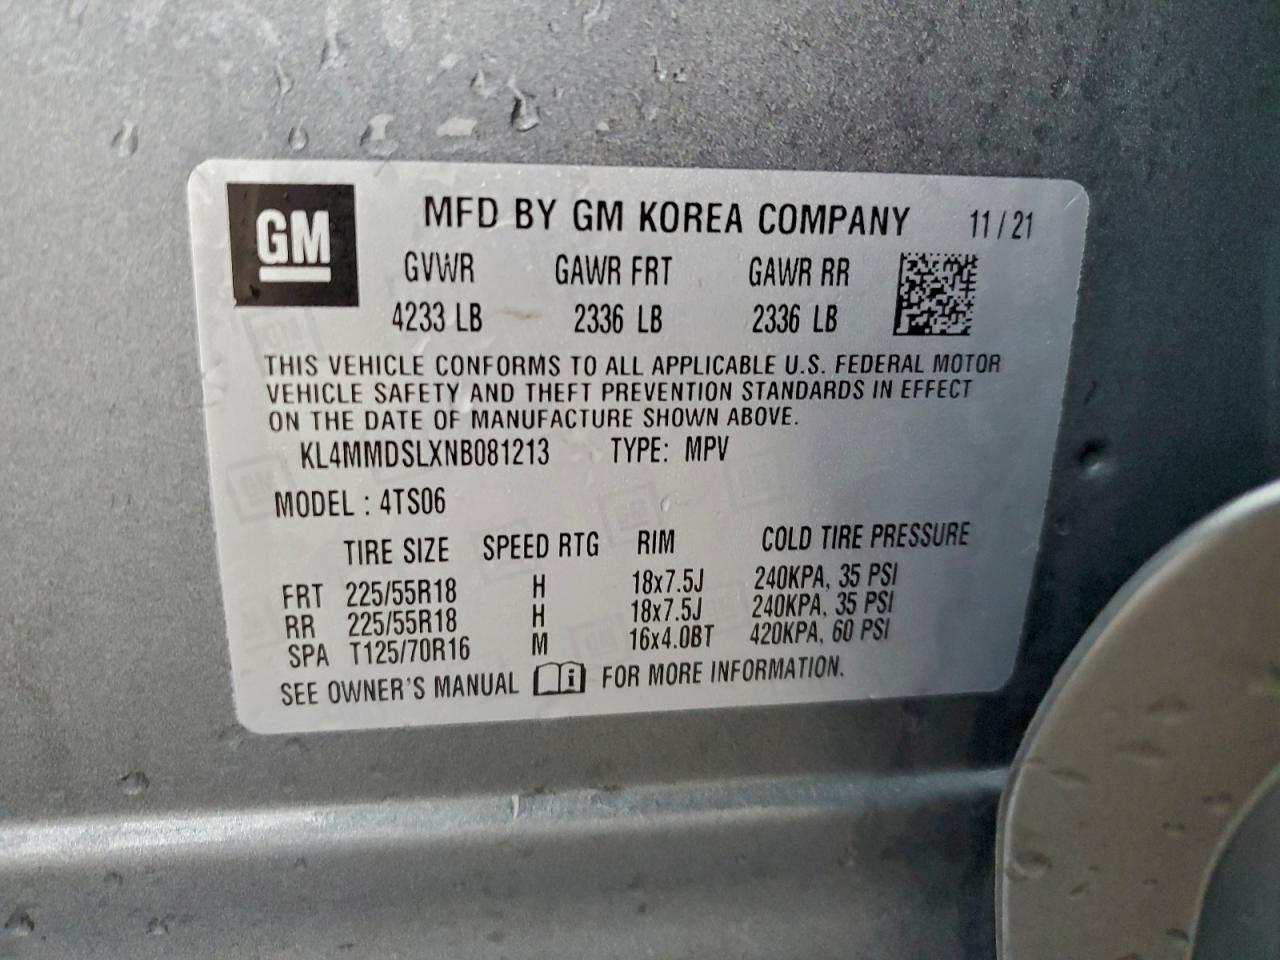 GM
MFD BY GM KOREA COMPANY 11/21
GVWR GAWR FRT GAWR RR
4233 LB 2336 LB 2336 LB
THIS VEHICLE CONFORMS TO ALL APPLICABLE U.S. FEDERAL MOTOR
VEHICLE SAFETY AND THEFT PREVENTION STANDARDS IN EFFECT
ON THE DATE OF MANUFACTURE SHOWN ABOVE.
KL4MMDSLXNB081213 TYPE: MPV
MODEL : 4TS06
TIRE SIZE SPEED RTG RIM COLD TIRE PRESSURE
FRT 225/55R18 H 18x7.5J 240KPA, 35 PSI
RR 225/55R18 H 18x7.5J 240KPA, 35 PSI
SPA T125/70R16 M 16x4.0BT 420KPA, 60 PSI
SEE OWNER'S MANUAL i FOR MORE INFORMATION.